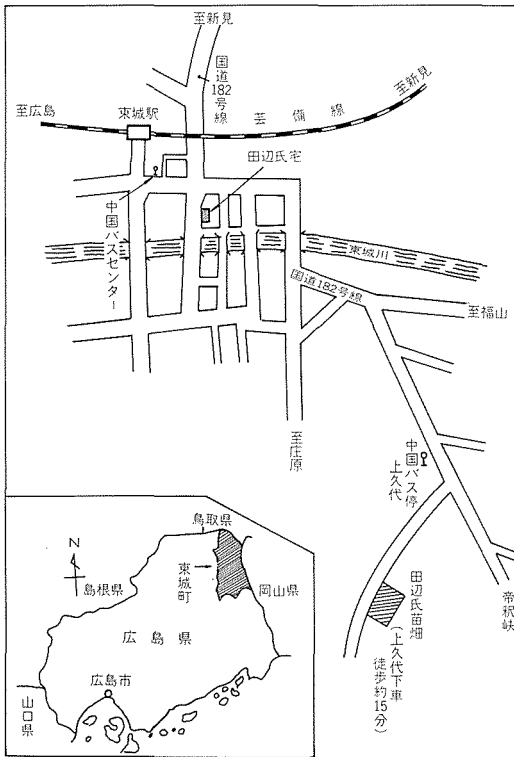 至新見
国道182号線
至新見
至広島
東城駅
芸備線
田辺氏宅
中国バスセンター
東城川
国道182号線
至福山
至庄原
中国バス停
上久代
帝釈峡
田辺氏苗畑
(上久代下車
徒歩約15分)
N
鳥取県
島根県
東城町
岡山県
広島県
広島市
山口県